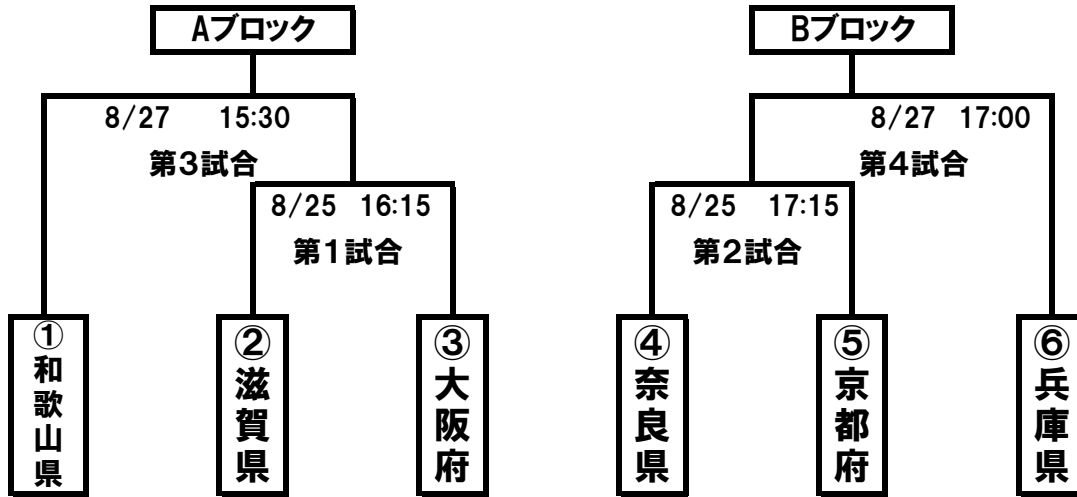 Aブロック
Bブロック
8/27 15:30
第3試合
8/27 17:00
第4試合
8/25 16:15
第1試合
8/25 17:15
第2試合
①和歌山県
②滋賀県
③大阪府
④奈良県
⑤京都府
⑥兵庫県